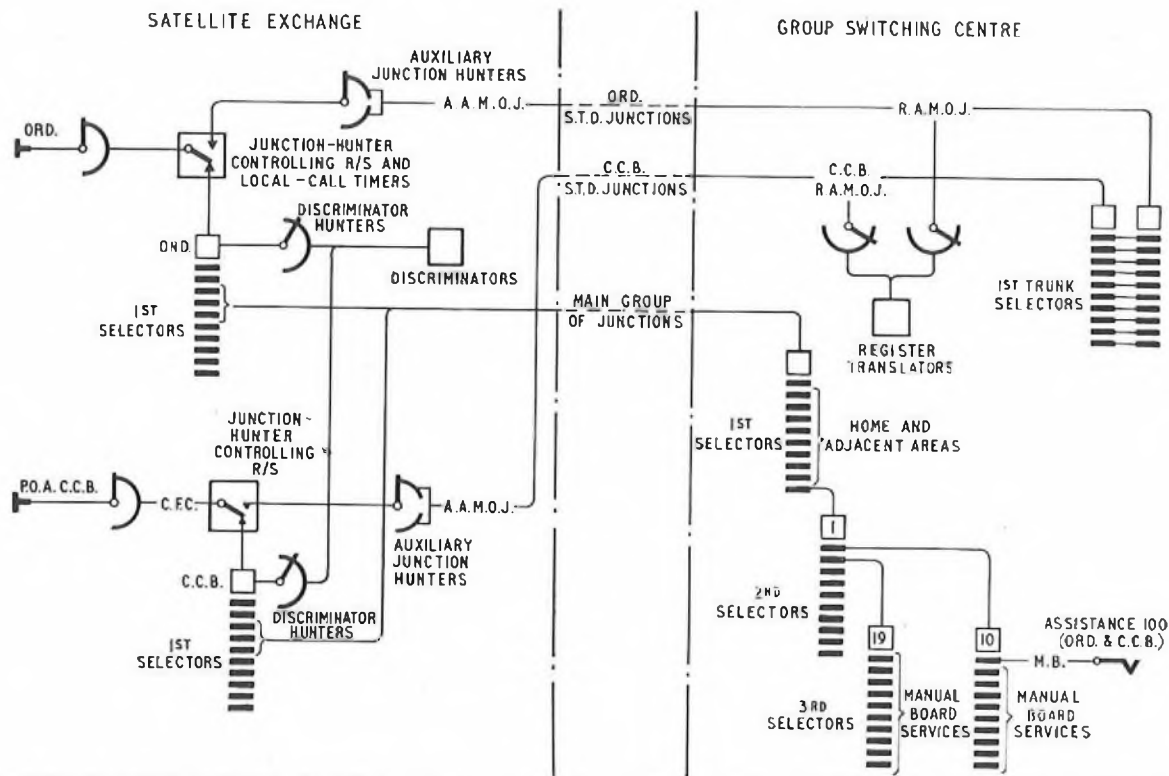 SATELLITE EXCHANGE
GROUP SWITCHING CENTRE
AUXILIARY
JUNCTION HUNTERS
A.A.M.O.J.
ORD.
S.T.D. JUNCTIONS
R.A.M.O.J.
ORD.
JUNCTION-HUNTER
CONTROLLING R/S AND
LOCAL-CALL TIMERS
C.C.B.
S.T.D. JUNCTIONS
C.C.B.
R.A.M.O.J.
DISCRIMINATOR
HUNTERS
ORD.
DISCRIMINATORS
1ST
SELECTORS
MAIN GROUP
OF JUNCTIONS
1ST TRUNK
SELECTORS
REGISTER
TRANSLATORS
JUNCTION-
HUNTER
CONTROLLING
R/S
1ST
SELECTORS
HOME AND
ADJACENT AREAS
P.O.A. C.C.B.
C.F.C.
A.A.M.O.J.
AUXILIARY
JUNCTION
HUNTERS
1
C.C.B.
DISCRIMINATOR
HUNTERS
1ST
SELECTORS
2ND
SELECTORS
19
10
ASSISTANCE 100
(ORD. & C.C.B.)
M.B.
3RD
SELECTORS
MANUAL
BOARD
SERVICES
MANUAL
BOARD
SERVICES